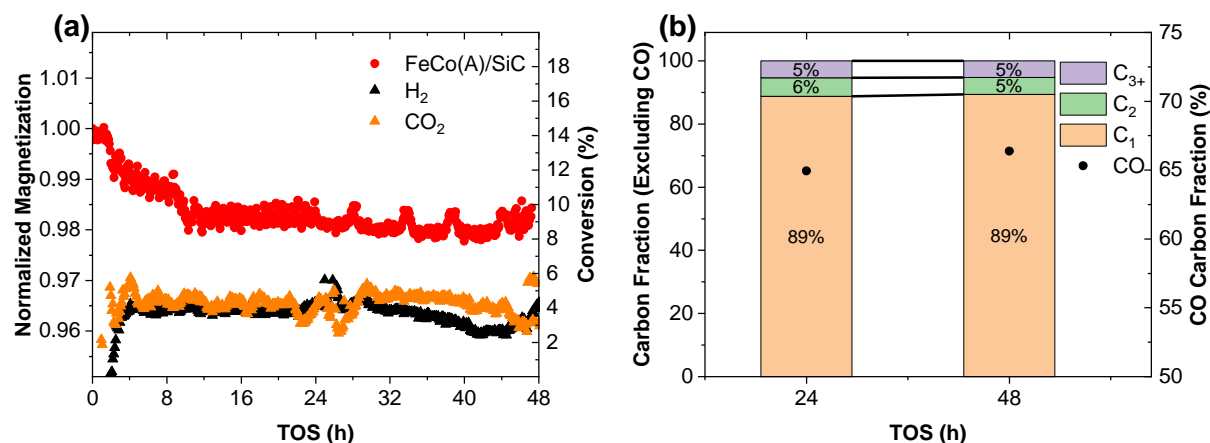 (a)
FeCo(A)/SiC
H₂
CO₂
Normalized Magnetization
1.01
1.00
0.99
0.98
0.97
0.96
Conversion (%)
18
16
14
12
10
8
6
4
2
0 8 16 24 32 40 48
TOS (h)
(b)
Carbon Fraction (Excluding CO)
100
80
60
40
20
0
5% 5%
6% 5%
89% 89%
C₃₊
C₂
C₁
CO
CO Carbon Fraction (%)
75
70
65
60
55
50
24 48
TOS (h)